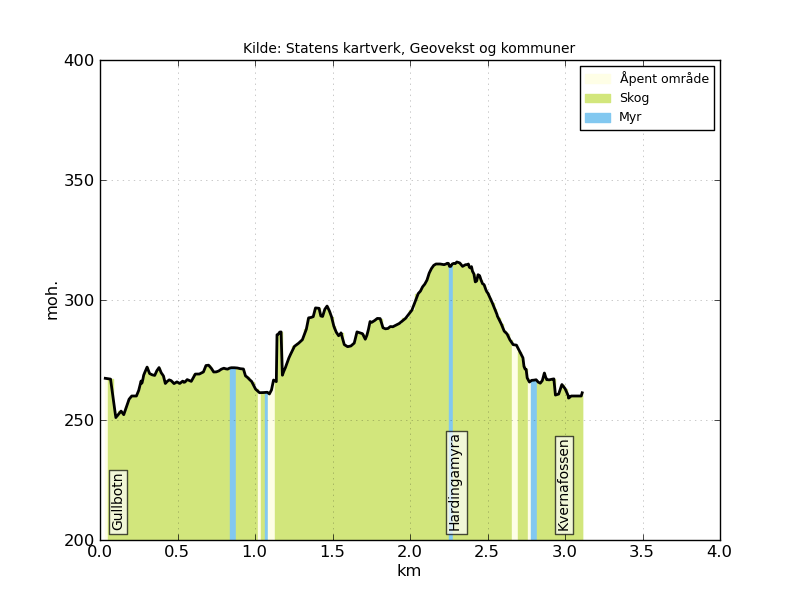 Kilde: Statens kartverk, Geovekst og kommuner
400
350
300
250
200
moh.
Åpent område
Skog
Myr
Gullbotn
Hardingamyra
Kvernafossen
0.0 0.5 1.0 1.5 2.0 2.5 3.0 3.5 4.0
km